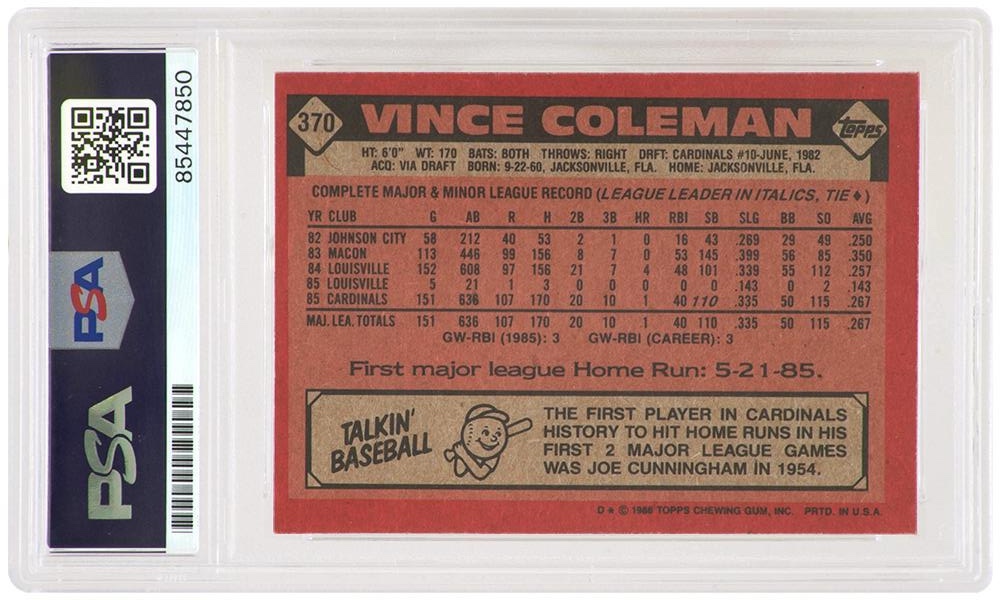 85447850
PSA
PSA
370 VINCE COLEMAN topps
HT: 6'0" WT: 170 BATS: BOTH THROWS: RIGHT DRFT: CARDINALS #10-JUNE, 1982
ACQ: VIA DRAFT BORN: 9-22-60, JACKSONVILLE, FLA. HOME: JACKSONVILLE, FLA.
COMPLETE MAJOR & MINOR LEAGUE RECORD (LEAGUE LEADER IN ITALICS, TIE ♦)
YR CLUB G AB R H 2B 3B HR RBI SB SLG BB SO AVG
82 JOHNSON CITY 58 212 40 53 2 1 0 16 43 .269 29 49 .250
83 MACON 113 446 99 156 8 7 0 53 145 .399 56 85 .350
84 LOUISVILLE 152 608 97 156 21 7 4 48 101 .339 55 112 .257
85 LOUISVILLE 5 21 1 3 0 0 0 0 0 .143 0 2 .143
85 CARDINALS 151 636 107 170 20 10 1 40 110 .335 50 115 .267
MAJ. LEA. TOTALS 151 636 107 170 20 10 1 40 110 .335 50 115 .267
GW-RBI (1985): 3 GW-RBI (CAREER): 3
First major league Home Run: 5-21-85.
TALKIN'
BASEBALL
THE FIRST PLAYER IN CARDINALS
HISTORY TO HIT HOME RUNS IN HIS
FIRST 2 MAJOR LEAGUE GAMES
WAS JOE CUNNINGHAM IN 1954.
D * © 1986 TOPPS CHEWING GUM, INC. PRTD. IN U.S.A.